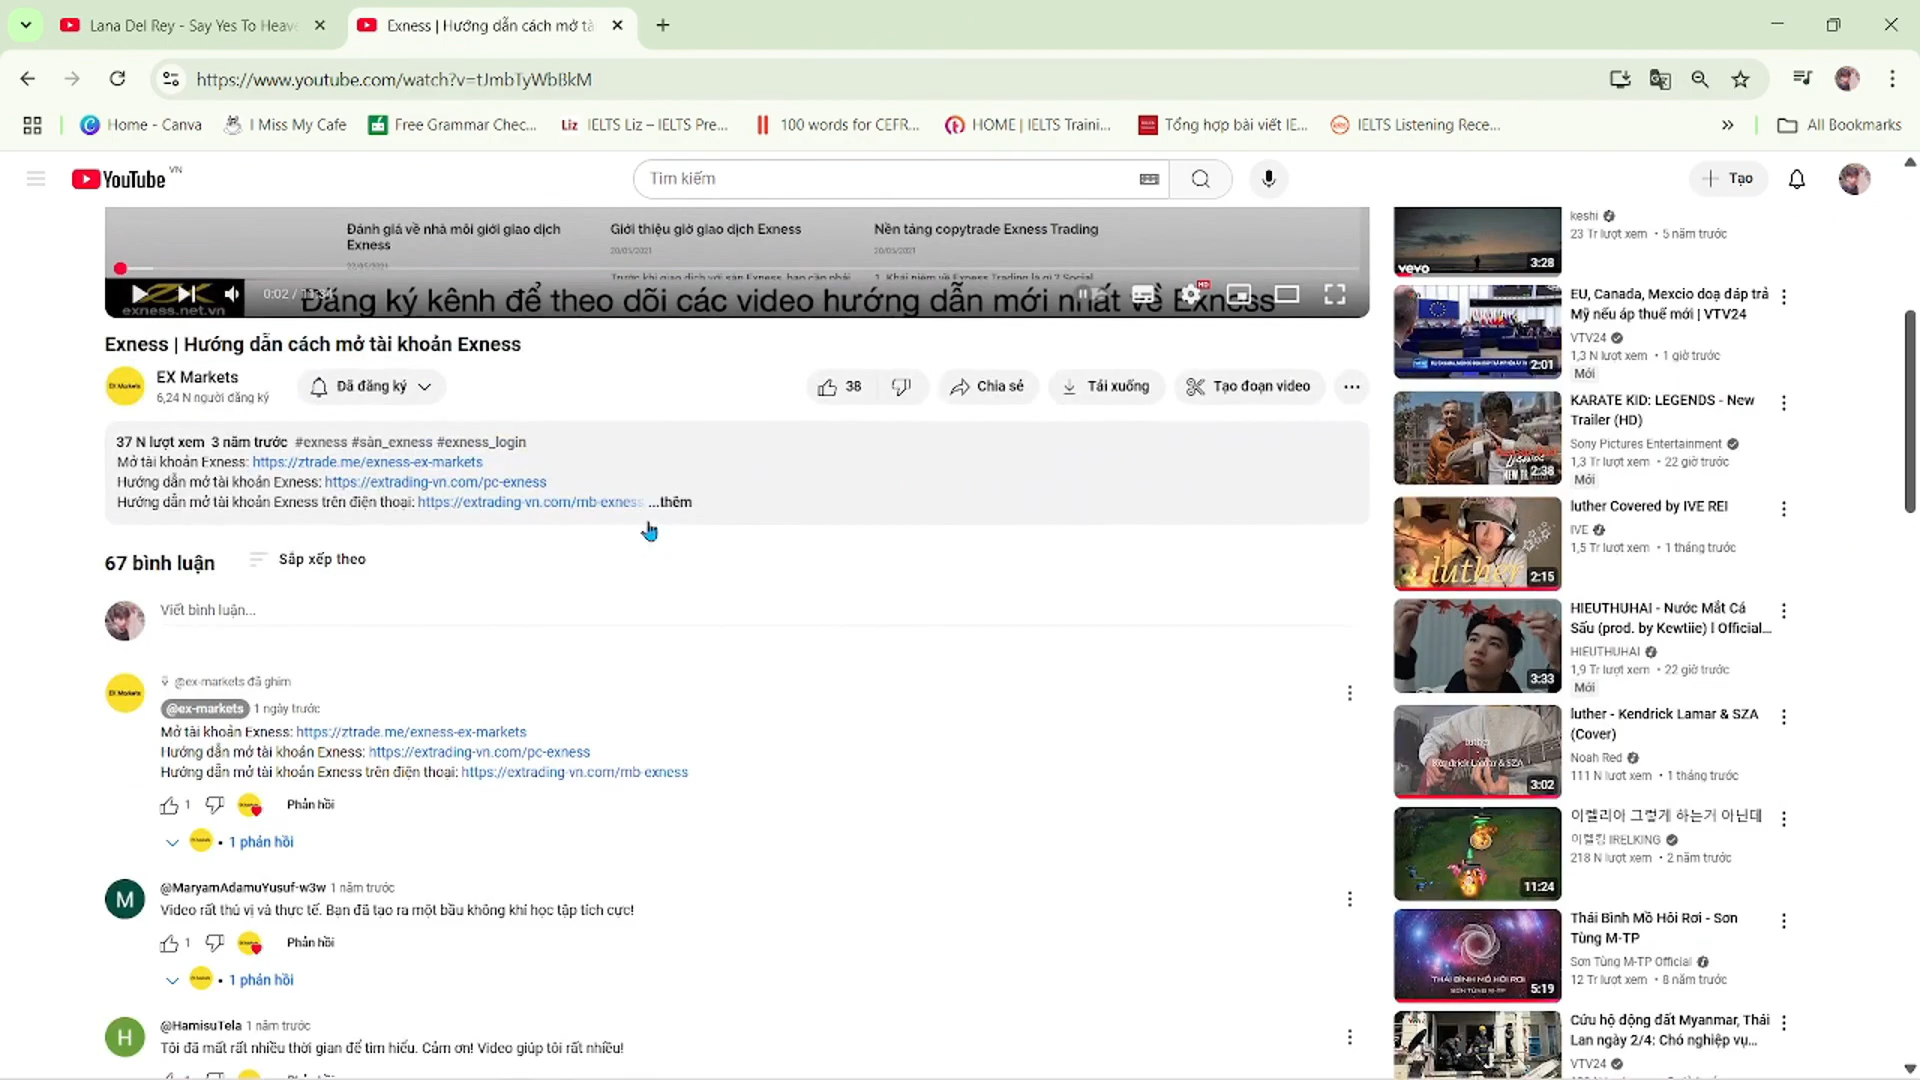 Lana Del Rey - Say Yes To Heave
Exness | Hướng dẫn cách mở tà
https://www.youtube.com/watch?v=tJmbTyWbBkM
Home - Canva
I Miss My Cafe
Free Grammar Chec...
Liz IELTS Liz – IELTS Pre...
100 words for CEFR...
HOME | IELTS Traini...
Tổng hợp bài viết IE...
IELTS Listening Rece...
All Bookmarks
YouTube VN
Tìm kiếm
Tạo
Đánh giá về nhà môi giới giao dịch
Exness
Giới thiệu giờ giao dịch Exness
20/05/2021
Nền tảng copytrade Exness Trading
20/05/2021
0:02
exness.net.vn
Đăng ký kênh để theo dõi các video hướng dẫn mới nhất về Exness
HD
Exness | Hướng dẫn cách mở tài khoản Exness
EX Markets
6,24 N người đăng ký
Đã đăng ký
38
Chia sẻ
Tải xuống
Tạo đoạn video
37 N lượt xem 3 năm trước #exness #sàn_exness #exness_login
Mở tài khoản Exness: https://ztrade.me/exness-ex-markets
Hướng dẫn mở tài khoản Exness: https://extrading-vn.com/pc-exness
Hướng dẫn mở tài khoản Exness trên điện thoại: https://extrading-vn.com/mb-exness ...thêm
67 bình luận
Sắp xếp theo
Viết bình luận...
@ex-markets đã ghim
@ex-markets 1 ngày trước
Mở tài khoản Exness: https://ztrade.me/exness-ex-markets
Hướng dẫn mở tài khoản Exness: https://extrading-vn.com/pc-exness
Hướng dẫn mở tài khoản Exness trên điện thoại: https://extrading-vn.com/mb-exness
1
Phản hồi
1 phản hồi
M
@MaryamAdamuYusuf-w3w 1 năm trước
Video rất thú vị và thực tế. Bạn đã tạo ra một bầu không khí học tập tích cực!
1
Phản hồi
1 phản hồi
H
@HamisuTela 1 năm trước
Tôi đã mất rất nhiều thời gian để tìm hiểu. Cảm ơn! Video giúp tôi rất nhiều!
keshi
23 Tr lượt xem • 5 năm trước
vevo
3:28
EU, Canada, Mexcio doạ đáp trả
Mỹ nếu áp thuế mới | VTV24
VTV24
1,3 N lượt xem • 1 giờ trước
Mới
2:01
KARATE KID: LEGENDS - New
Trailer (HD)
Sony Pictures Entertainment
1,3 Tr lượt xem • 22 giờ trước
Mới
2:38
luther Covered by IVE REI
IVE
1,5 Tr lượt xem • 1 tháng trước
luther
2:15
HIEUTHUHAI - Nước Mắt Cá
Sấu (prod. by Kewtiie) l Official...
HIEUTHUHAI
1,9 Tr lượt xem • 22 giờ trước
Mới
3:33
luther - Kendrick Lamar & SZA
(Cover)
Noah Red
111 N lượt xem • 1 tháng trước
luther
Kendrick Lamar & SZA
3:02
이렐리아 그렇게 하는거 아닌데
이렐킹 IRELKING
218 N lượt xem • 2 năm trước
11:24
Thái Bình Mồ Hôi Rơi - Sơn
Tùng M-TP
Sơn Tùng M-TP Official
12 Tr lượt xem • 8 năm trước
THÁI BÌNH MỒ HÔI RƠI
SƠN TÙNG M-TP
5:19
Cứu hộ động đất Myanmar, Thái
Lan ngày 2/4: Chó nghiệp vụ...
VTV24